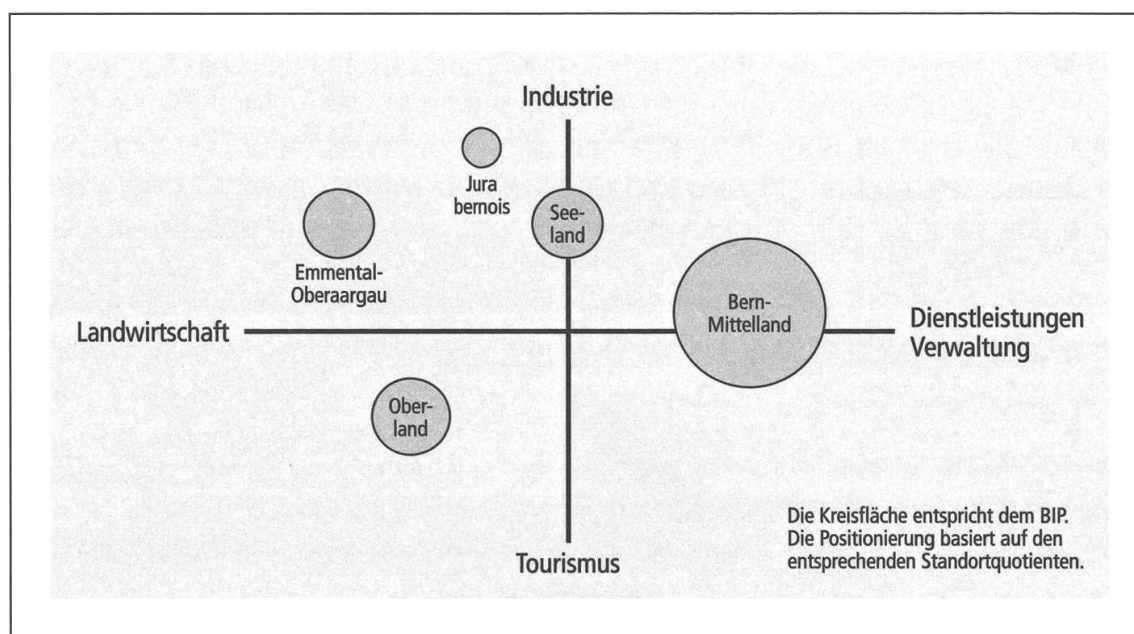 Industrie
Jura
bernois
See-
land
Emmental-
Oberaargau
Bern-
Mittelland
Landwirtschaft
Dienstleistungen
Verwaltung
Ober-
land
Die Kreisfläche entspricht dem BIP.
Die Positionierung basiert auf den
entsprechenden Standortquotienten.
Tourismus